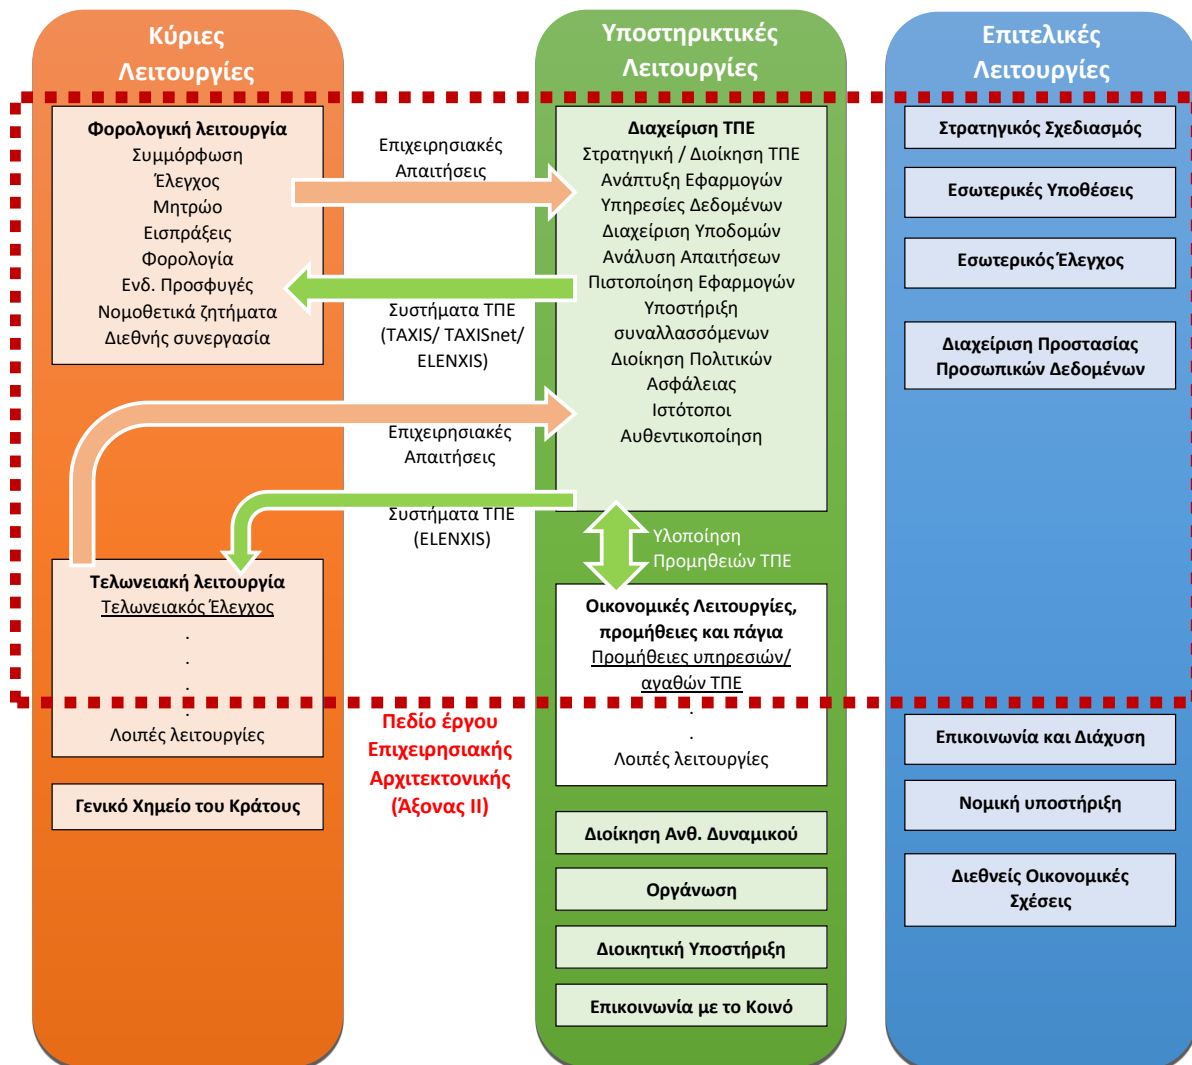 Κύριες
Λειτουργίες
Φορολογική λειτουργία
Συμμόρφωση
Έλεγχος
Μητρώο
Εισπράξεις
Φορολογία
Ενδ. Προσφυγές
Νομοθετικά ζητήματα
Διεθνής συνεργασία
Τελωνειακή λειτουργία
Τελωνειακός Έλεγχος
.
.
.
.
Λοιπές λειτουργίες
Γενικό Χημείο του Κράτους
Επιχειρησιακές
Απαιτήσεις
Συστήματα ΤΠΕ
(TAXIS/ TAXISnet/
ELENXIS)
Επιχειρησιακές
Απαιτήσεις
Συστήματα ΤΠΕ
(ELENXIS)
Πεδίο έργου
Επιχειρησιακής
Αρχιτεκτονικής
(Άξονας ΙΙ)
Υποστηρικτικές
Λειτουργίες
Διαχείριση ΤΠΕ
Στρατηγική / Διοίκηση ΤΠΕ
Ανάπτυξη Εφαρμογών
Υπηρεσίες Δεδομένων
Διαχείριση Υποδομών
Ανάλυση Απαιτήσεων
Πιστοποίηση Εφαρμογών
Υποστήριξη
συναλλασσόμενων
Διοίκηση Πολιτικών
Ασφάλειας
Ιστότοποι
Αυθεντικοποίηση
Υλοποίηση
Προμηθειών ΤΠΕ
Οικονομικές Λειτουργίες,
προμήθειες και πάγια
Προμήθειες υπηρεσιών/
αγαθών ΤΠΕ
.
.
Λοιπές λειτουργίες
Διοίκηση Ανθ. Δυναμικού
Οργάνωση
Διοικητική Υποστήριξη
Επικοινωνία με το Κοινό
Επιτελικές
Λειτουργίες
Στρατηγικός Σχεδιασμός
Εσωτερικές Υποθέσεις
Εσωτερικός Έλεγχος
Διαχείριση Προστασίας
Προσωπικών Δεδομένων
Επικοινωνία και Διάχυση
Νομική υποστήριξη
Διεθνείς Οικονομικές
Σχέσεις